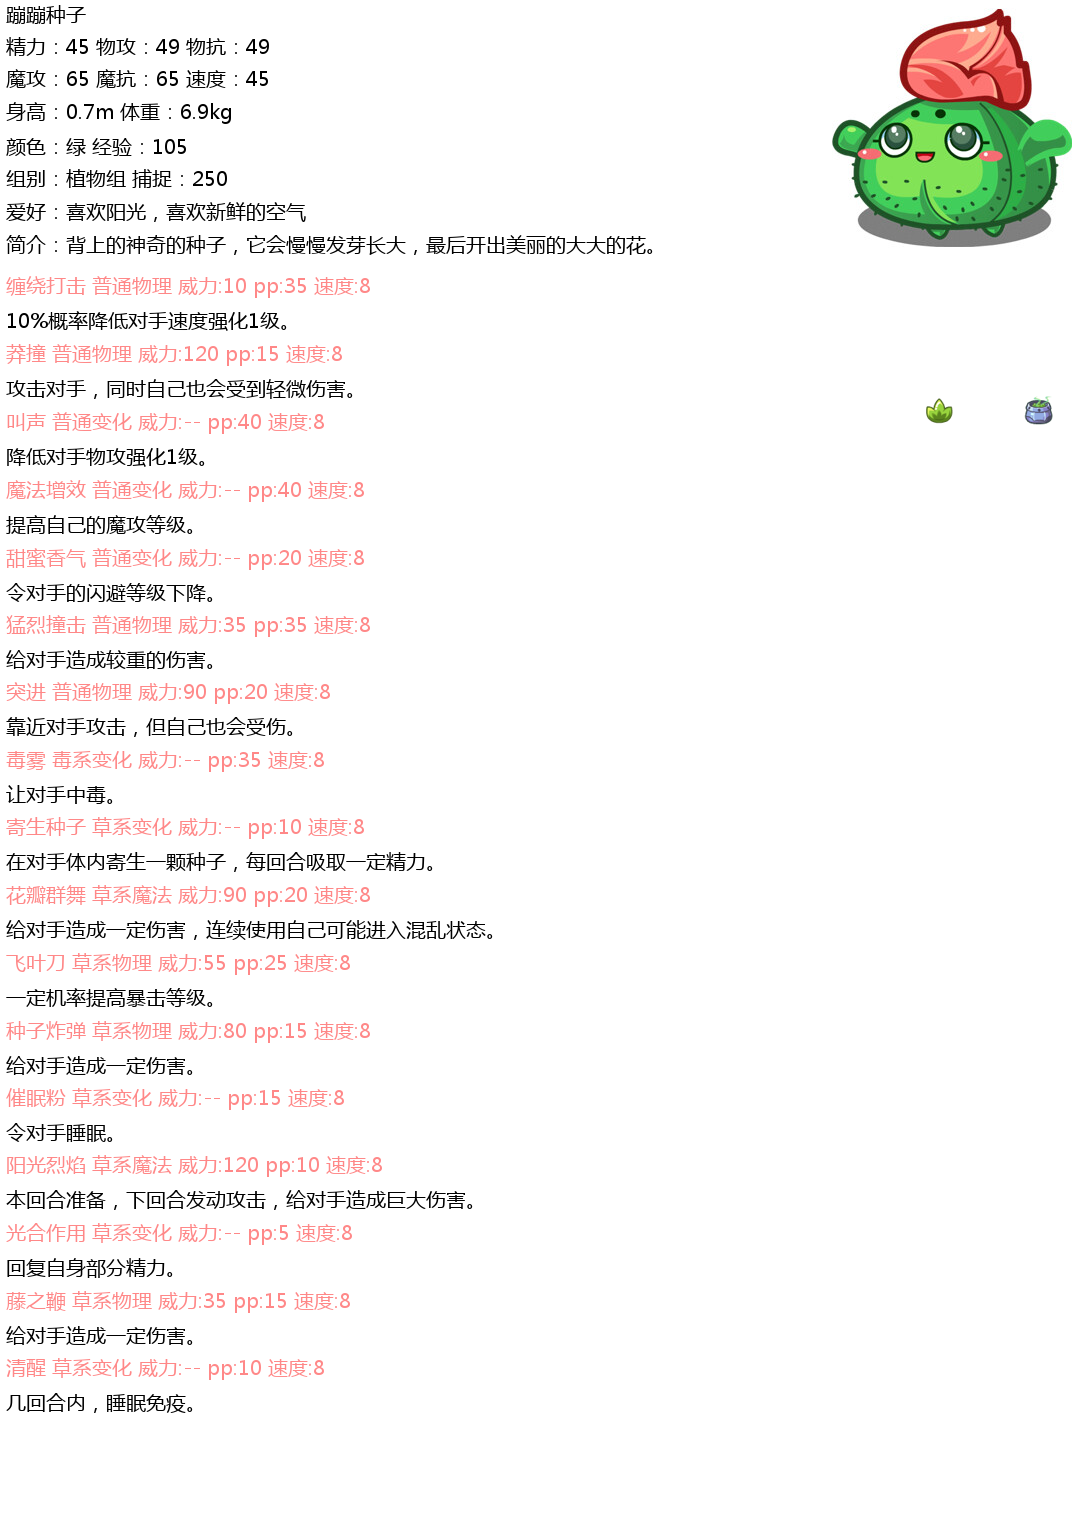 蹦蹦种子
精力：45 物攻：49 物抗：49
魔攻：65 魔抗：65 速度：45
身高：0.7m 体重：6.9kg
颜色：绿 经验：105
组别：植物组 捕捉：250
爱好：喜欢阳光，喜欢新鲜的空气
简介：背上的神奇的种子，它会慢慢发芽长大，最后开出美丽的大大的花。
缠绕打击 普通物理 威力:10 pp:35 速度:8
10%概率降低对手速度强化1级。
莽撞 普通物理 威力:120 pp:15 速度:8
攻击对手，同时自己也会受到轻微伤害。
叫声 普通变化 威力:-- pp:40 速度:8
降低对手物攻强化1级。
魔法增效 普通变化 威力:-- pp:40 速度:8
提高自己的魔攻等级。
甜蜜香气 普通变化 威力:-- pp:20 速度:8
令对手的闪避等级下降。
猛烈撞击 普通物理 威力:35 pp:35 速度:8
给对手造成较重的伤害。
突进 普通物理 威力:90 pp:20 速度:8
靠近对手攻击，但自己也会受伤。
毒雾 毒系变化 威力:-- pp:35 速度:8
让对手中毒。
寄生种子 草系变化 威力:-- pp:10 速度:8
在对手体内寄生一颗种子，每回合吸取一定精力。
花瓣群舞 草系魔法 威力:90 pp:20 速度:8
给对手造成一定伤害，连续使用自己可能进入混乱状态。
飞叶刀 草系物理 威力:55 pp:25 速度:8
一定机率提高暴击等级。
种子炸弹 草系物理 威力:80 pp:15 速度:8
给对手造成一定伤害。
催眠粉 草系变化 威力:-- pp:15 速度:8
令对手睡眠。
阳光烈焰 草系魔法 威力:120 pp:10 速度:8
本回合准备，下回合发动攻击，给对手造成巨大伤害。
光合作用 草系变化 威力:-- pp:5 速度:8
回复自身部分精力。
藤之鞭 草系物理 威力:35 pp:15 速度:8
给对手造成一定伤害。
清醒 草系变化 威力:-- pp:10 速度:8
几回合内，睡眠免疫。